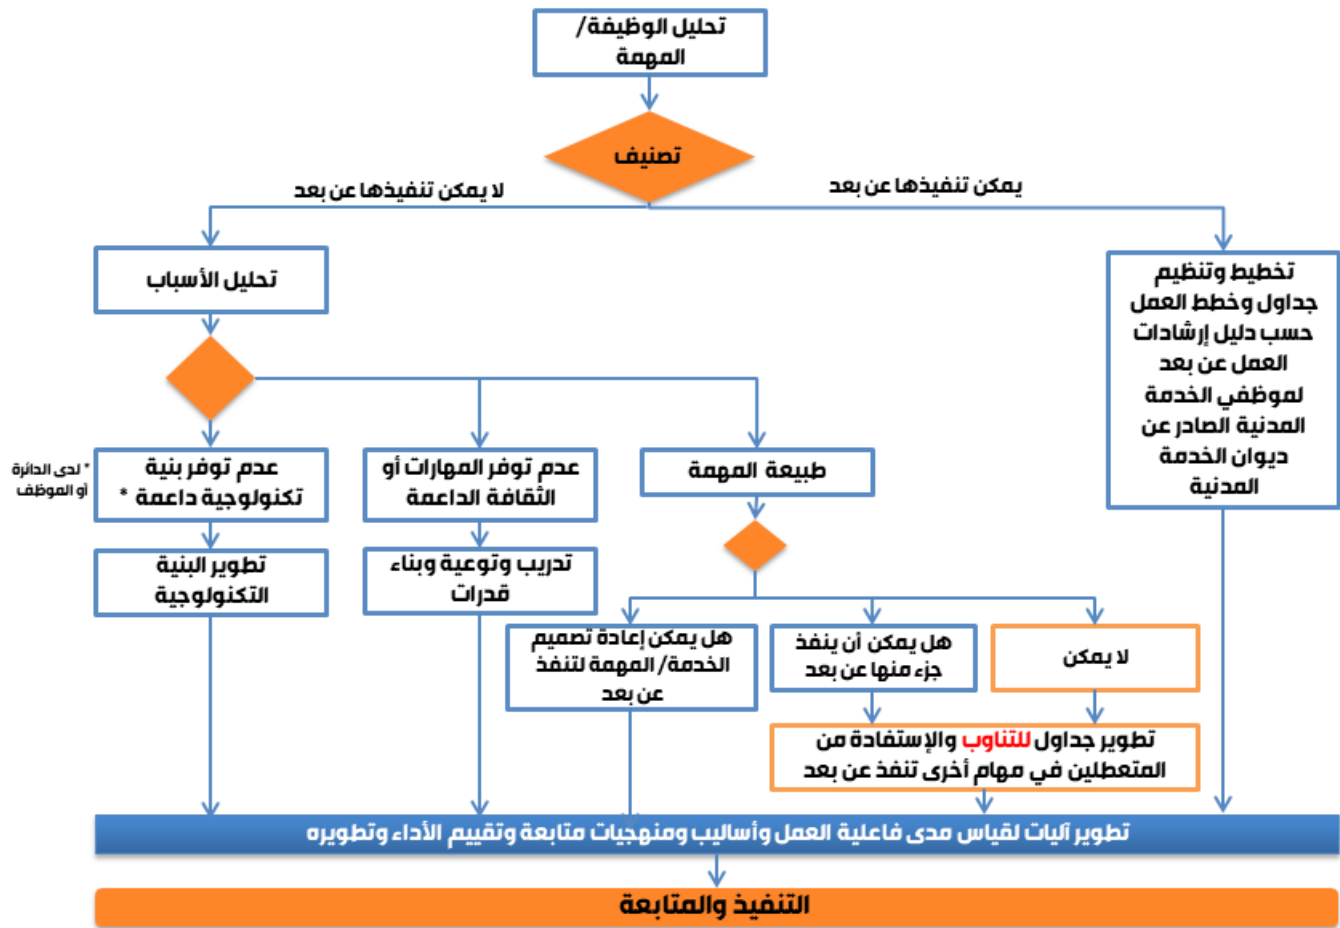 تحليل الوظيفة/
المهمة
تصنيف
يمكن تنفيذها عن بعد
لا يمكن تنفيذها عن بعد
تخطيط وتنظيم
جداول وخطط العمل
حسب دليل إرشادات
العمل عن بعد
لموظفي الخدمة
المدنية الصادر عن
ديوان الخدمة
المدنية
تحليل الأسباب
طبيعة المهمة
عدم توفر المهارات أو
الثقافة الداعمة
عدم توفر بنية
تكنولوجية داعمة *
* لدى الدائرة
أو الموظف
تدريب وتوعية وبناء
قدرات
تطوير البنية
التكنولوجية
لا يمكن
هل يمكن أن ينفذ
جزء منها عن بعد
هل يمكن إعادة تصميم
الخدمة/ المهمة لتنفذ
عن بعد
تطوير جداول للتناوب والإستفادة من
المتعطلين في مهام أخرى تنفذ عن بعد
تطوير آليات لقياس مدى فاعلية العمل وأساليب ومنهجيات متابعة وتقييم الأداء وتطويره
التنفيذ والمتابعة